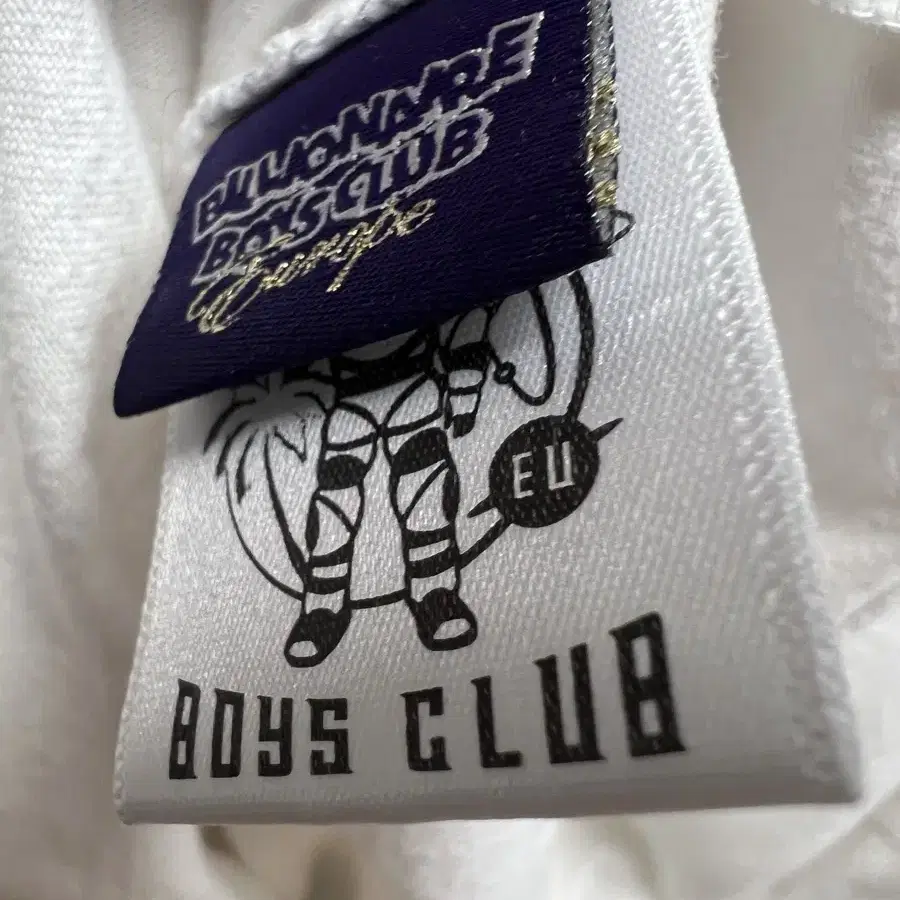 BILLIONAIRE
BOYS CLUB
Europe
EU
BOYS CLUB